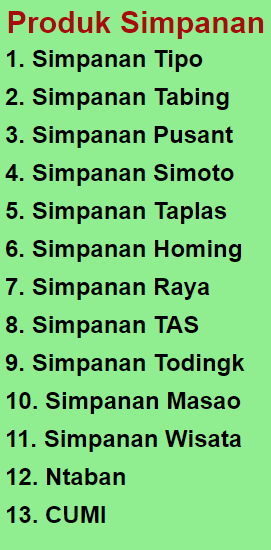 Produk Simpanan
1. Simpanan Tipo
2. Simpanan Tabing
3. Simpanan Pusant
4. Simpanan Simoto
5. Simpanan Taplas
6. Simpanan Homing
7. Simpanan Raya
8. Simpanan TAS
9. Simpanan Todingk
10. Simpanan Masao
11. Simpanan Wisata
12. Ntaban
13. CUMI